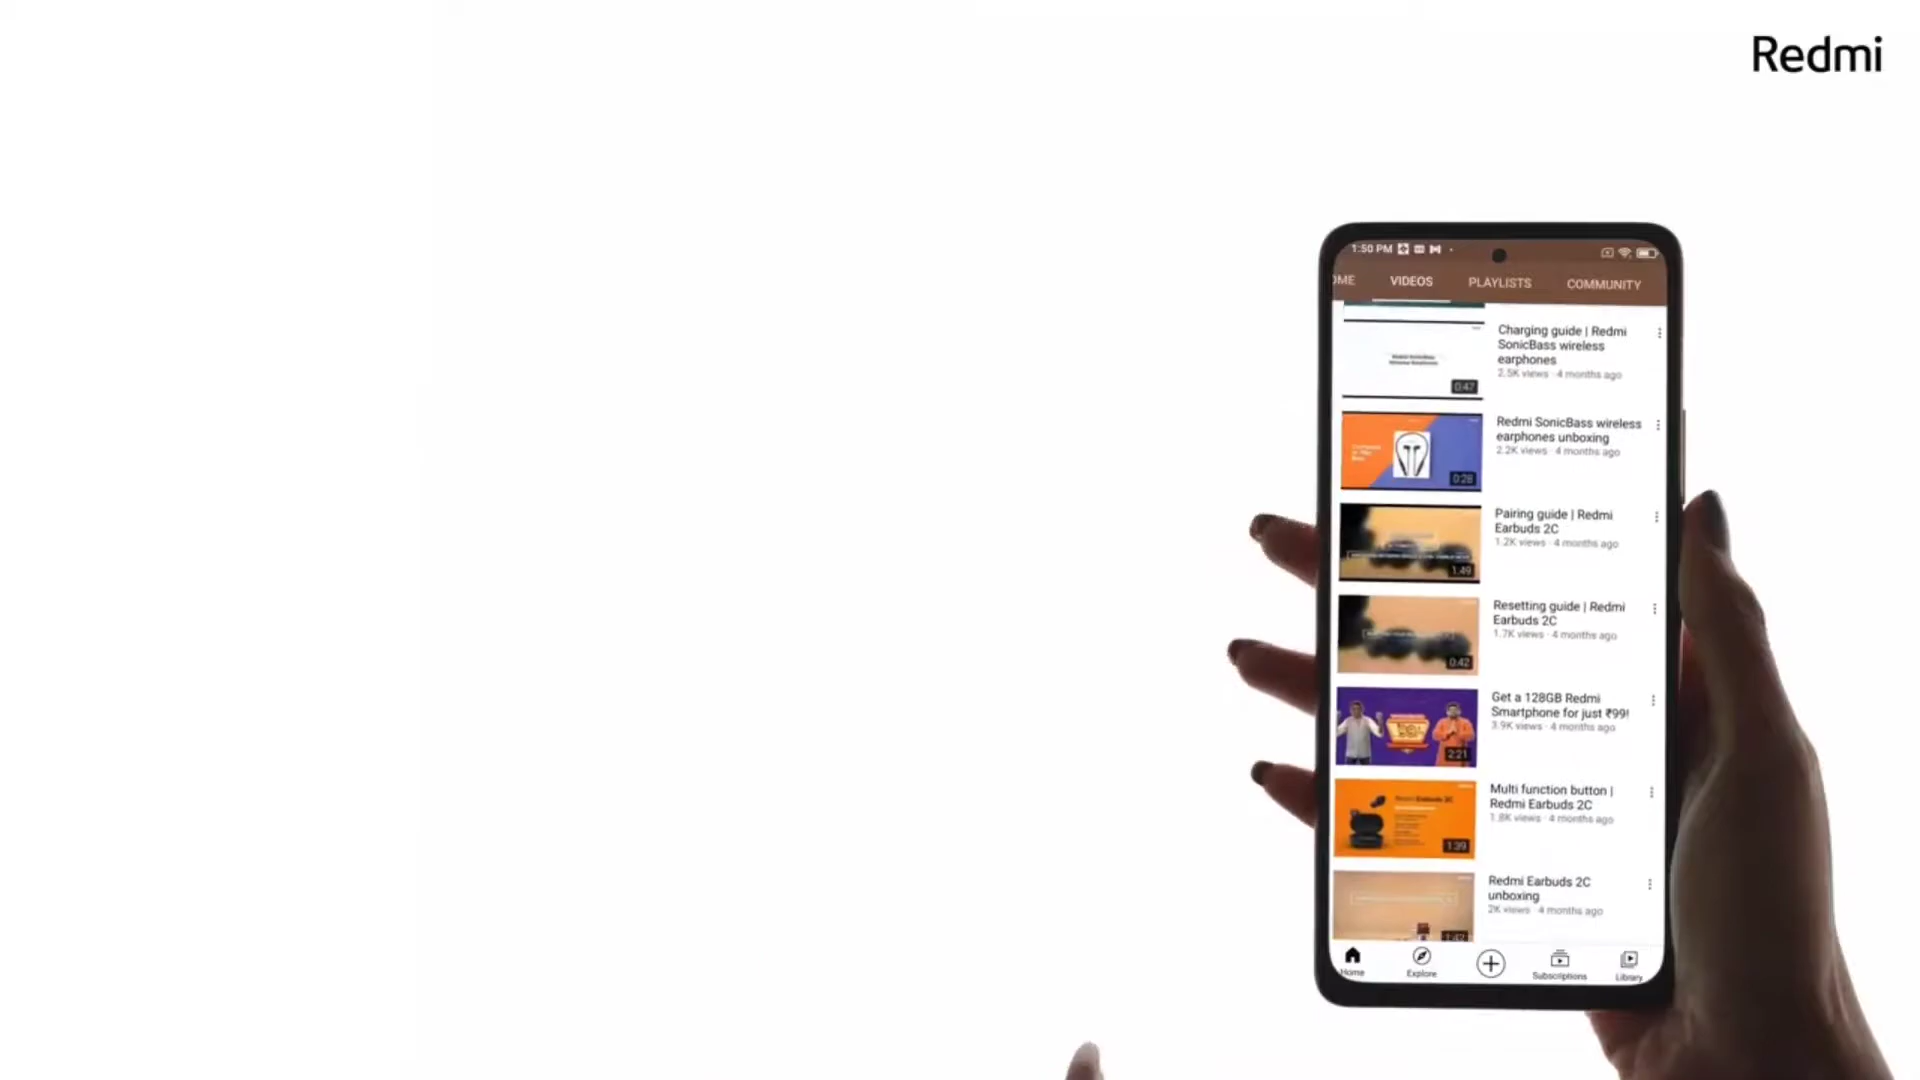 Redmi
1:50 PM
OME VIDEOS PLAYLISTS COMMUNITY
Charging guide | Redmi
SonicBass wireless
earphones
2.5K views · 4 months ago
0:47
Redmi SonicBass wireless
earphones unboxing
2.2K views · 4 months ago
0:28
Pairing guide | Redmi
Earbuds 2C
1.2K views · 4 months ago
1:49
Resetting guide | Redmi
Earbuds 2C
1.7K views · 4 months ago
0:42
Get a 128GB Redmi
Smartphone for just ₹99!
3.9K views · 4 months ago
2:21
Multi function button |
Redmi Earbuds 2C
1.8K views · 4 months ago
1:39
Redmi Earbuds 2C
unboxing
2K views · 4 months ago
1:42
Home Explore Subscriptions Library